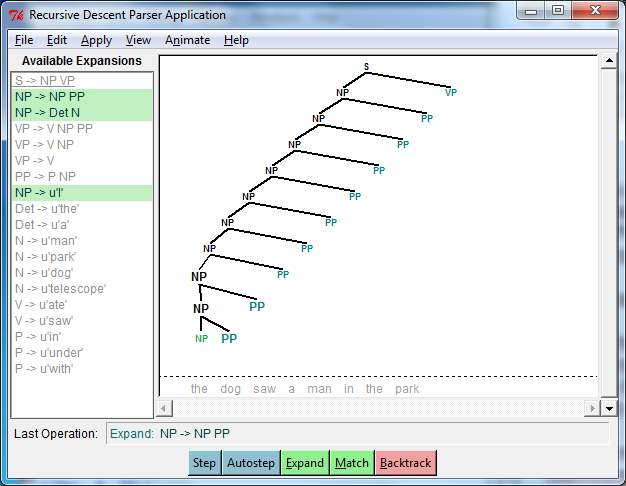 Recursive Descent Parser Application
File Edit Apply View Animate Help
Available Expansions
S -> NP VP
NP -> NP PP
NP -> Det N
VP -> V NP PP
VP -> V NP
VP -> V
PP -> P NP
NP -> u'I'
Det -> u'the'
Det -> u'a'
N -> u'man'
N -> u'park'
N -> u'dog'
N -> u'telescope'
V -> u'ate'
V -> u'saw'
P -> u'in'
P -> u'under'
P -> u'with'
S
NP VP
NP PP
NP PP
NP PP
NP PP
NP PP
NP PP
NP PP
NP PP
NP PP
the dog saw a man in the park
Last Operation: Expand: NP -> NP PP
Step Autostep Expand Match Backtrack